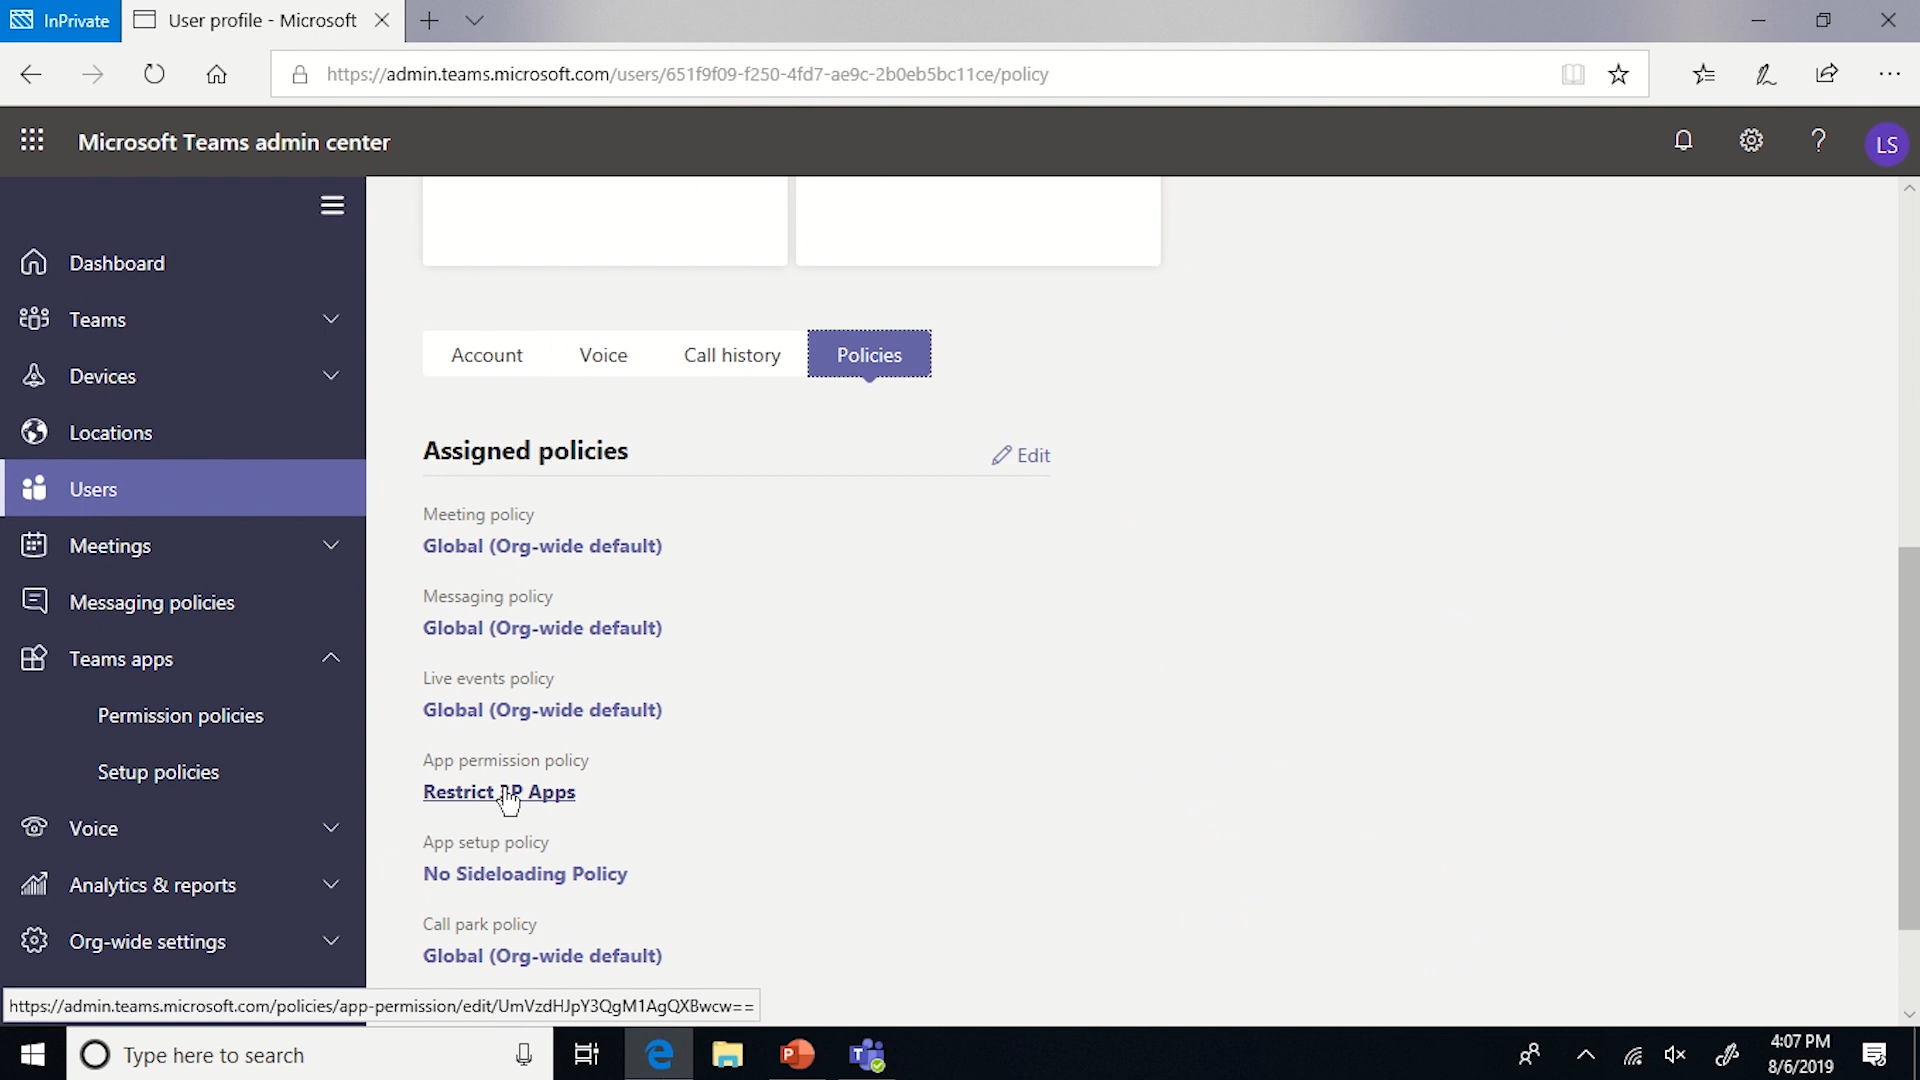 InPrivate
User profile - Microsoft
https://admin.teams.microsoft.com/users/651f9f09-f250-4fd7-ae9c-2b0eb5bc11ce/policy
Microsoft Teams admin center
LS
Dashboard
Teams
Devices
Locations
Users
Meetings
Messaging policies
Teams apps
Permission policies
Setup policies
Voice
Analytics & reports
Org-wide settings
Account
Voice
Call history
Policies
Assigned policies
Edit
Meeting policy
Global (Org-wide default)
Messaging policy
Global (Org-wide default)
Live events policy
Global (Org-wide default)
App permission policy
Restrict Apps
App setup policy
No Sideloading Policy
Call park policy
Global (Org-wide default)
https://admin.teams.microsoft.com/policies/app-permission/edit/UmVzdHJpY3QgM1AgQXBwcw==
Type here to search
4:07 PM
8/6/2019